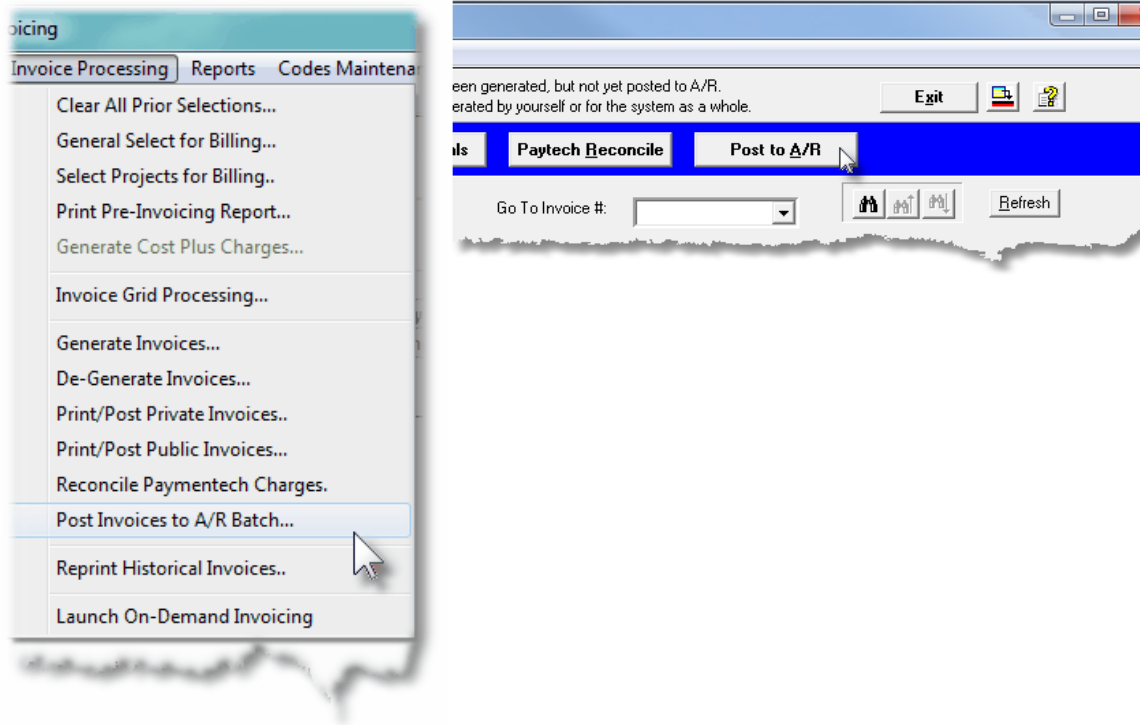 oicing
Invoice Processing Reports Codes Maintenan
Clear All Prior Selections...
General Select for Billing...
Select Projects for Billing..
Print Pre-Invoicing Report...
Generate Cost Plus Charges...
Invoice Grid Processing...
Generate Invoices...
De-Generate Invoices...
Print/Post Private Invoices..
Print/Post Public Invoices...
Reconcile Paymentech Charges.
Post Invoices to A/R Batch...
Reprint Historical Invoices..
Launch On-Demand Invoicing
een generated, but not yet posted to A/R.
erated by yourself or for the system as a whole.
Exit
ls Paytech Reconcile Post to A/R
Go To Invoice #: Refresh